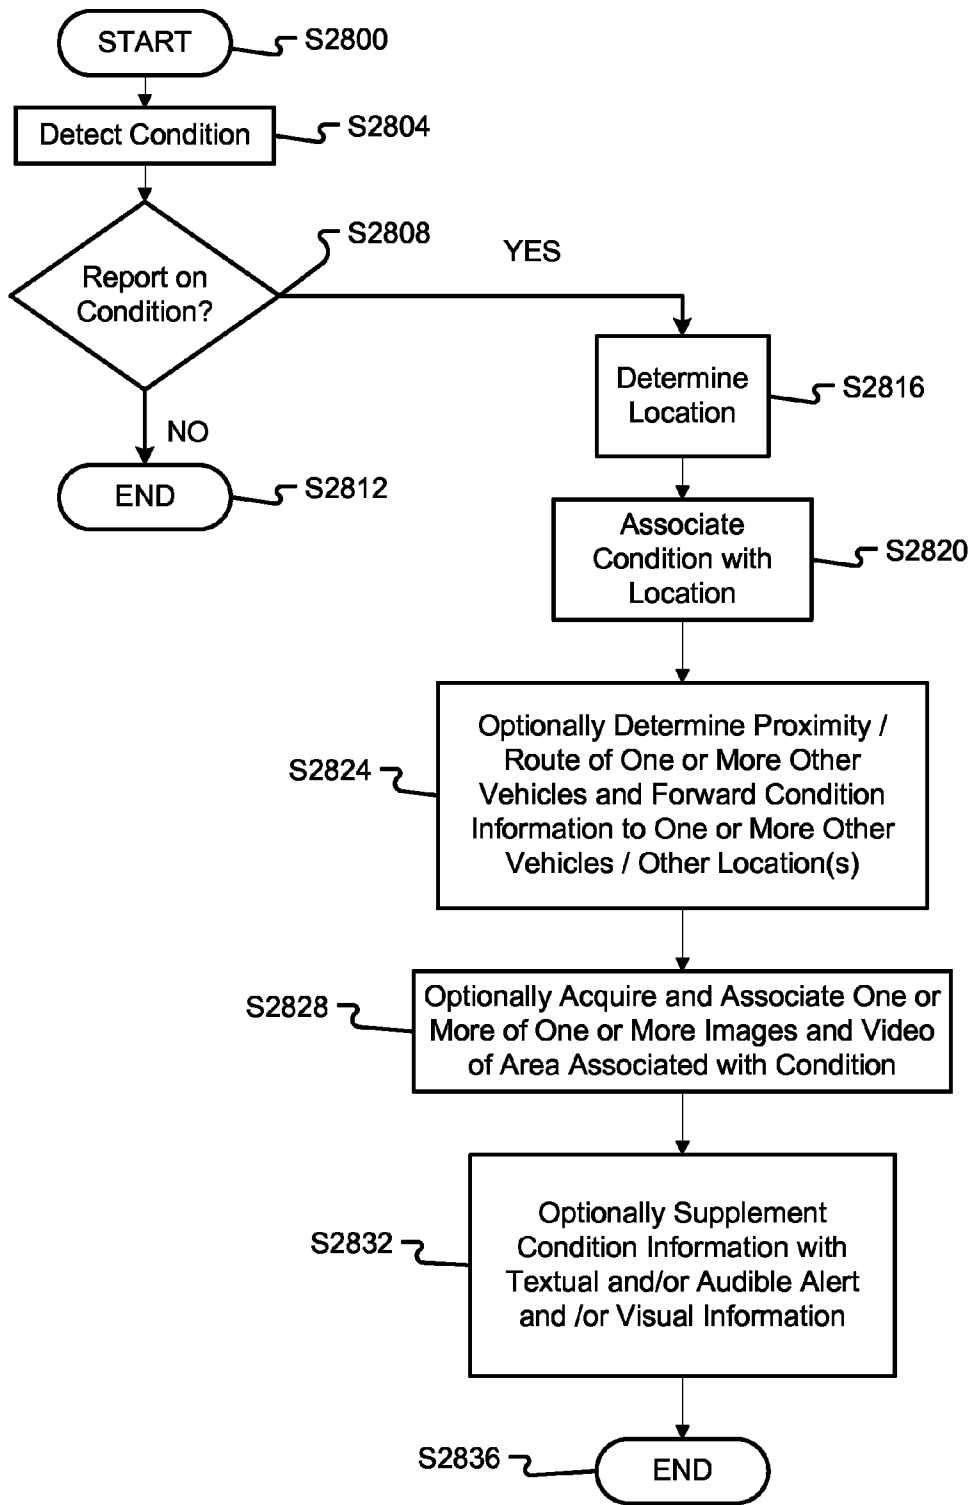 START
S2800
Detect Condition
S2804
Report on
Condition?
S2808
YES
NO
END
S2812
Determine
Location
S2816
Associate
Condition with
Location
S2820
Optionally Determine Proximity /
Route of One or More Other
Vehicles and Forward Condition
Information to One or More Other
Vehicles / Other Location(s)
S2824
Optionally Acquire and Associate One or
More of One or More Images and Video
of Area Associated with Condition
S2828
Optionally Supplement
Condition Information with
Textual and/or Audible Alert
and /or Visual Information
S2832
END
S2836